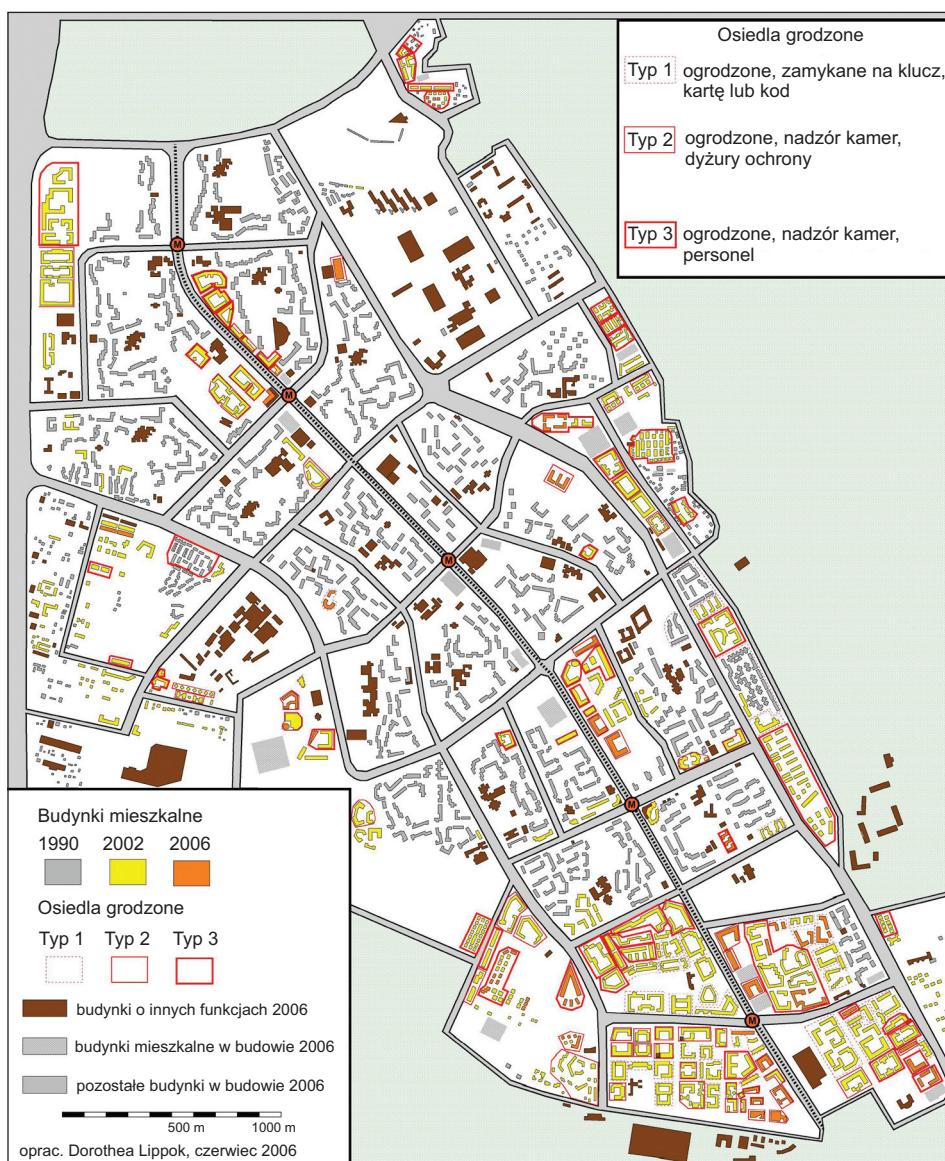 Osiedla grodzone
Typ 1 ogrodzone, zamykane na klucz,
kartę lub kod
Typ 2 ogrodzone, nadzór kamer,
dyżury ochrony
Typ 3 ogrodzone, nadzór kamer,
personel
M
M
M
M
M
Budynki mieszkalne
1990 2002 2006
Osiedla grodzone
Typ 1 Typ 2 Typ 3
budynki o innych funkcjach 2006
budynki mieszkalne w budowie 2006
pozostałe budynki w budowie 2006
500 m 1000 m
oprac. Dorothea Lippok, czerwiec 2006